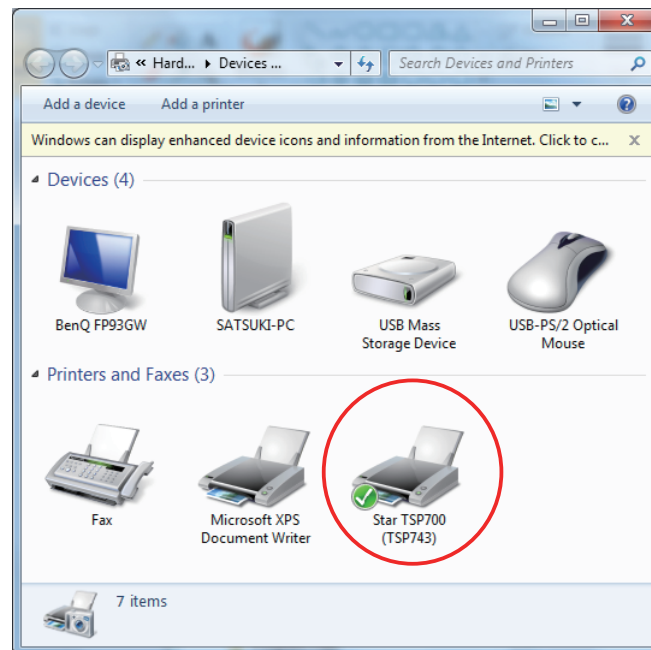 « Hard... ▸ Devices ...
Search Devices and Printers
Add a device Add a printer
Windows can display enhanced device icons and information from the Internet. Click to c...
Devices (4)
BenQ FP93GW
SATSUKI-PC
USB Mass
Storage Device
USB-PS/2 Optical
Mouse
Printers and Faxes (3)
Fax
Microsoft XPS
Document Writer
Star TSP700
(TSP743)
7 items